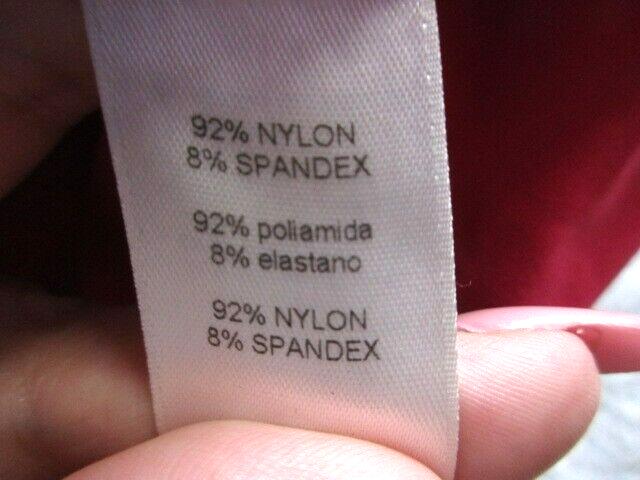 92% NYLON
8% SPANDEX
92% poliamida
8% elastano
92% NYLON
8% SPANDEX